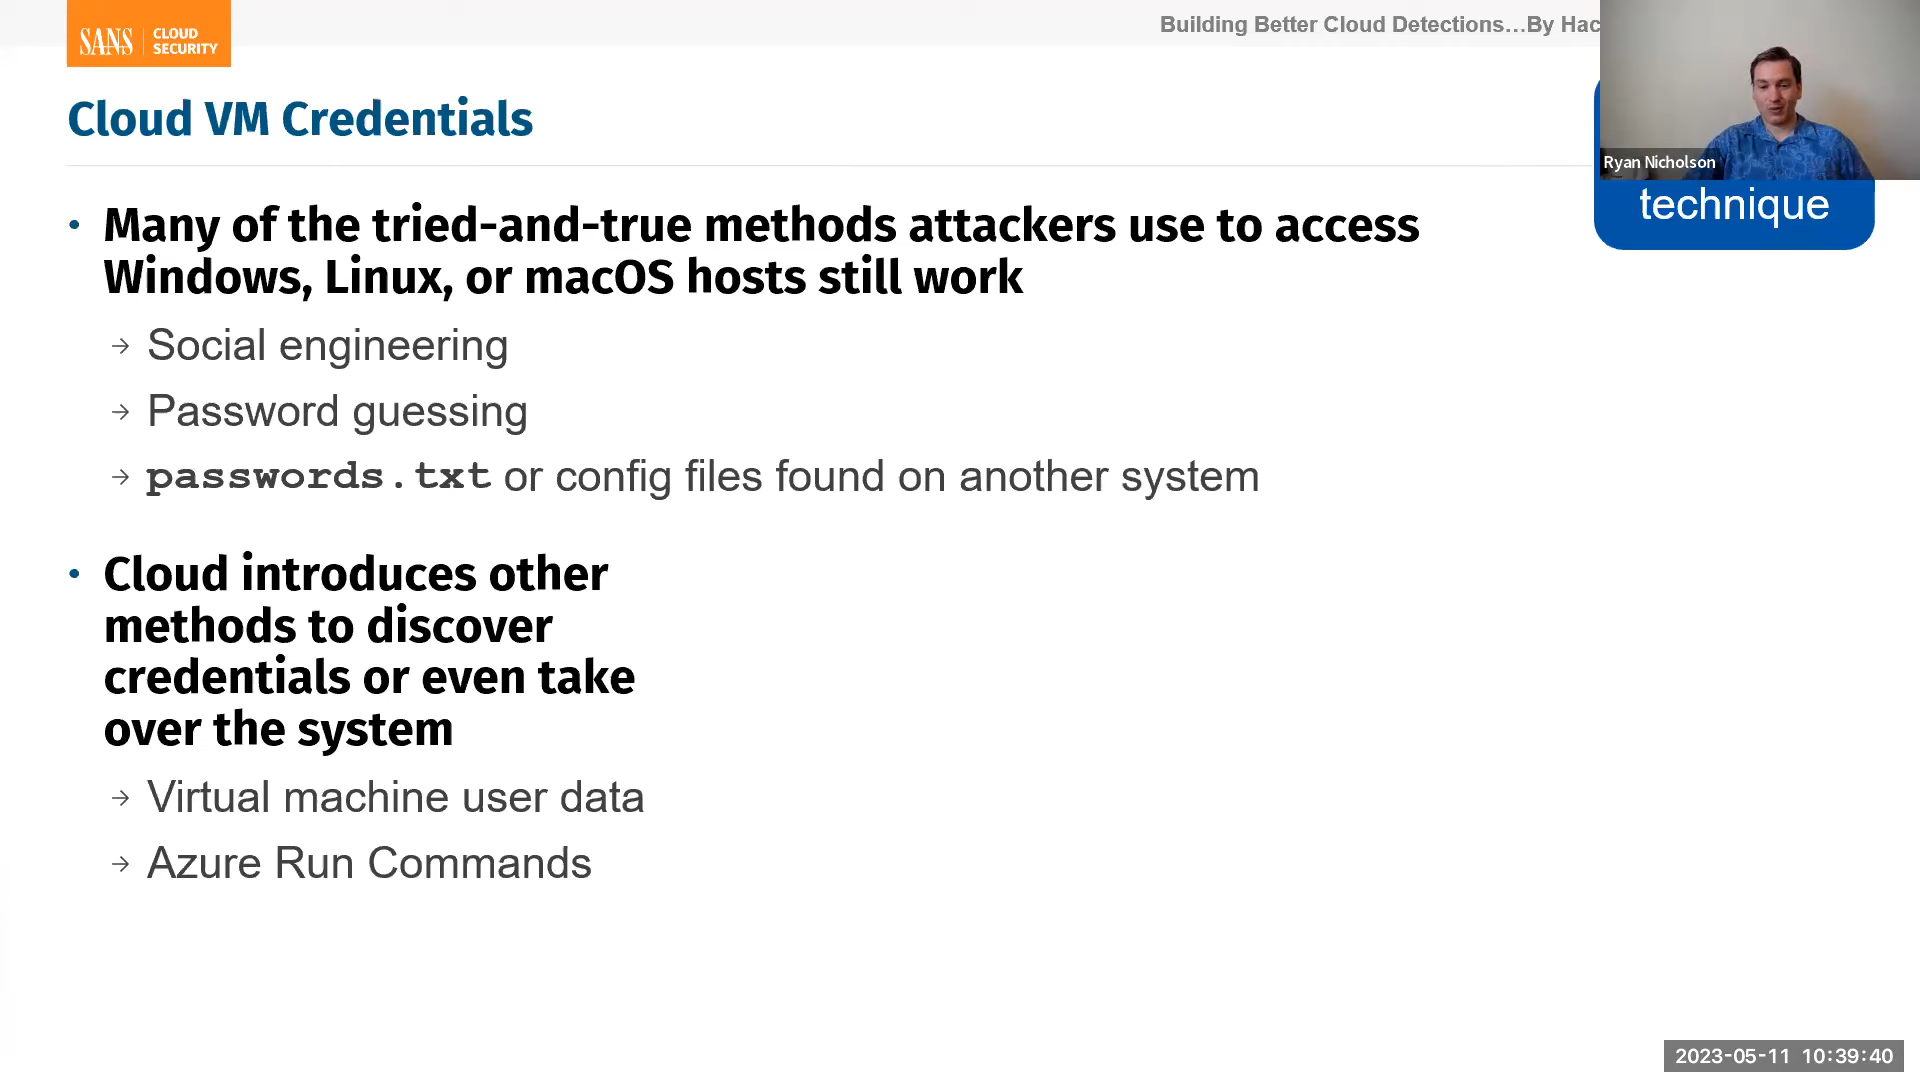 SANS CLOUD SECURITY
Building Better Cloud Detections...By Hac
Ryan Nicholson
technique
Cloud VM Credentials
• Many of the tried-and-true methods attackers use to access
Windows, Linux, or macOS hosts still work
→ Social engineering
→ Password guessing
→ passwords.txt or config files found on another system
• Cloud introduces other
methods to discover
credentials or even take
over the system
→ Virtual machine user data
→ Azure Run Commands
2023-05-11 10:39:40